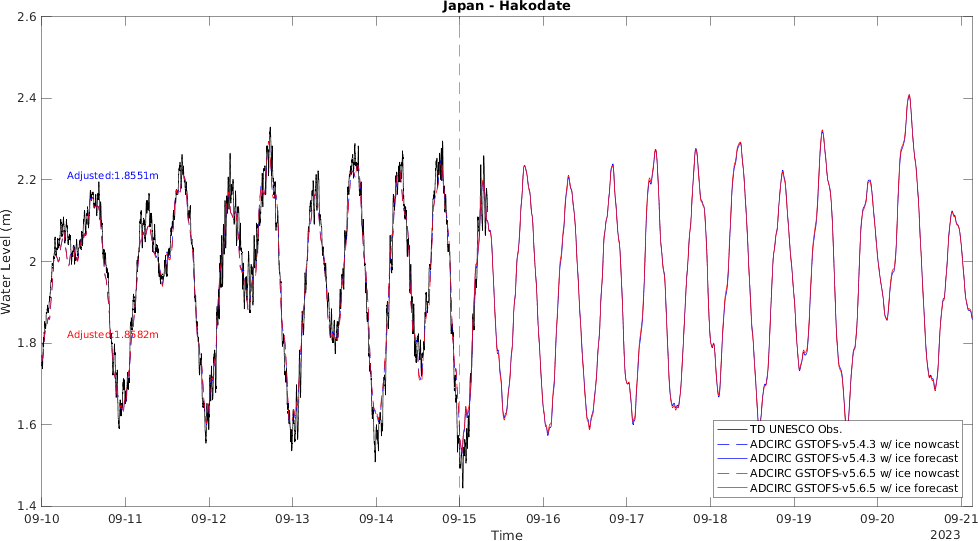 Japan - Hakodate
2.6
2.4
2.2
2
1.8
1.6
1.4
Water Level (m)
Adjusted:1.8551m
Adjusted:1.8582m
TD UNESCO Obs.
ADCIRC GSTOFS-v5.4.3 w/ ice nowcast
ADCIRC GSTOFS-v5.4.3 w/ ice forecast
ADCIRC GSTOFS-v5.6.5 w/ ice nowcast
ADCIRC GSTOFS-v5.6.5 w/ ice forecast
09-10 09-11 09-12 09-13 09-14 09-15 09-16 09-17 09-18 09-19 09-20 09-21
Time
2023